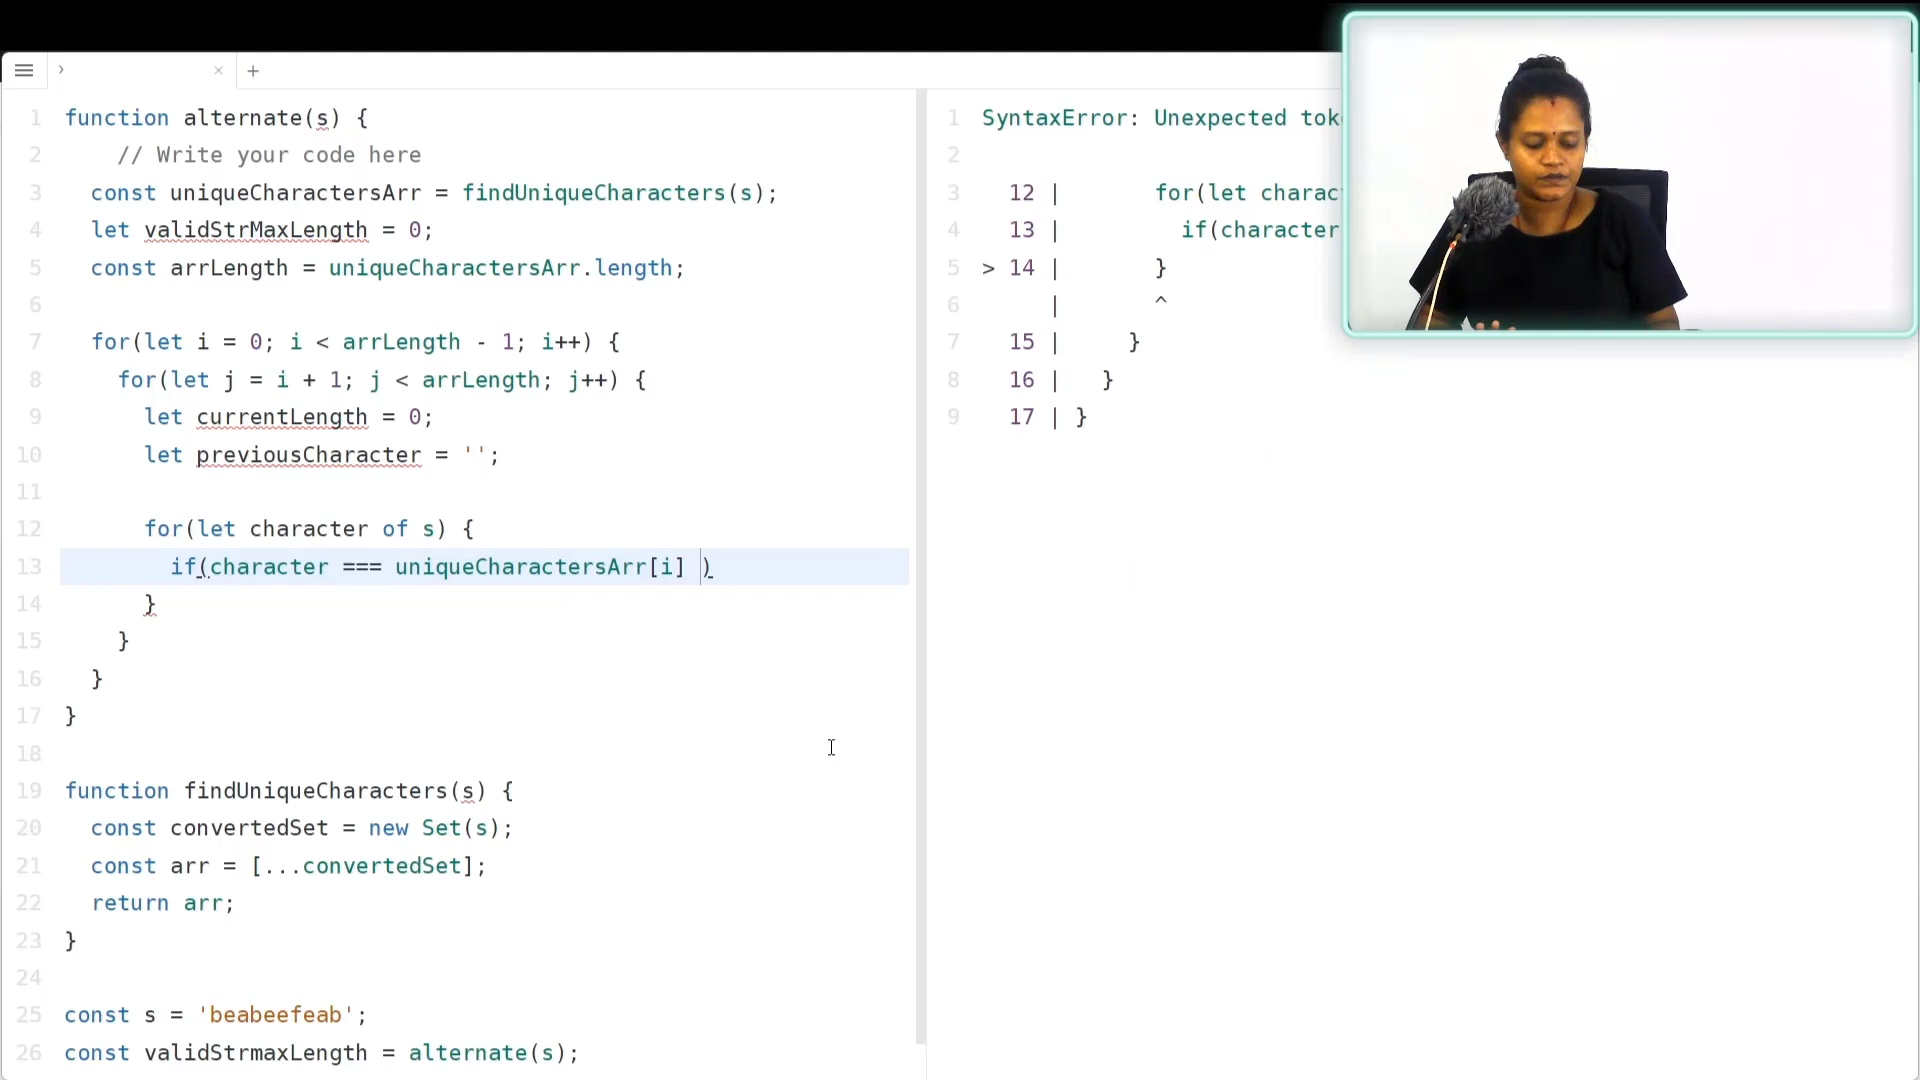 1 function alternate(s) {
2 // Write your code here
3 const uniqueCharactersArr = findUniqueCharacters(s);
4 let validStrMaxLength = 0;
5 const arrLength = uniqueCharactersArr.length;
6
7 for(let i = 0; i < arrLength - 1; i++) {
8 for(let j = i + 1; j < arrLength; j++) {
9 let currentLength = 0;
10 let previousCharacter = '';
11
12 for(let character of s) {
13 if(character === uniqueCharactersArr[i] )
14 }
15 }
16 }
17 }
18
19 function findUniqueCharacters(s) {
20 const convertedSet = new Set(s);
21 const arr = [...convertedSet];
22 return arr;
23 }
24
25 const s = 'beabeefeab';
26 const validStrmaxLength = alternate(s);
1 SyntaxError: Unexpected
2
3 12 | for(let
4 13 | if(character
5 > 14 | }
6 | ^
7 15 | }
8 16 | }
9 17 | }